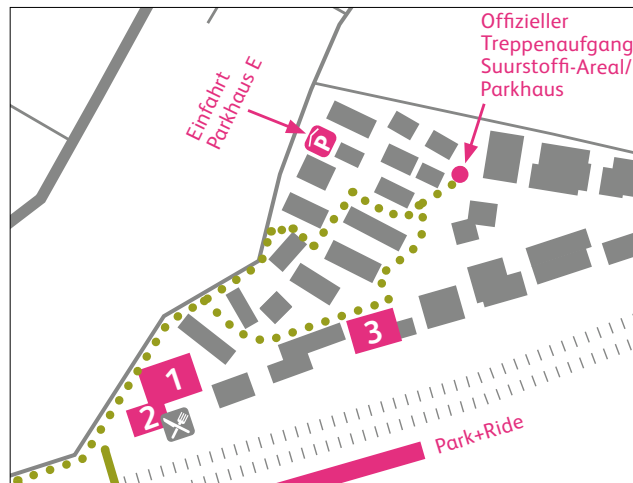 Offizieller
Treppenaufgang
Suurstoffi-Areal/
Parkhaus
Einfahrt
Parkhaus E
P
3
1
2
Park+Ride